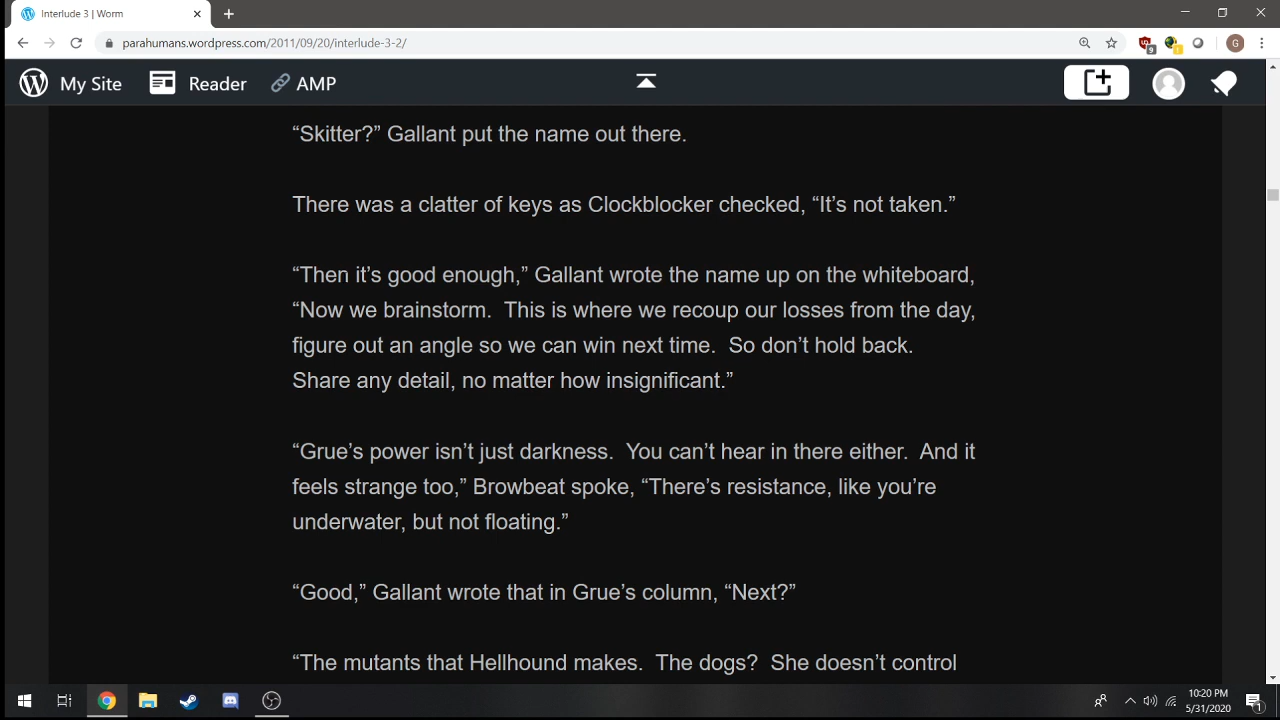 Interlude 3 | Worm
parahumans.wordpress.com/2011/09/20/interlude-3-2/
9
G
My Site
Reader
AMP
“Skitter?” Gallant put the name out there.
There was a clatter of keys as Clockblocker checked, “It’s not taken.”
“Then it’s good enough,” Gallant wrote the name up on the whiteboard,
“Now we brainstorm.  This is where we recoup our losses from the day,
figure out an angle so we can win next time.  So don’t hold back.
Share any detail, no matter how insignificant.”
“Grue’s power isn’t just darkness.  You can’t hear in there either.  And it
feels strange too,” Browbeat spoke, “There’s resistance, like you’re
underwater, but not floating.”
“Good,” Gallant wrote that in Grue’s column, “Next?”
“The mutants that Hellhound makes.  The dogs?  She doesn’t control
10:20 PM
5/31/2020
1